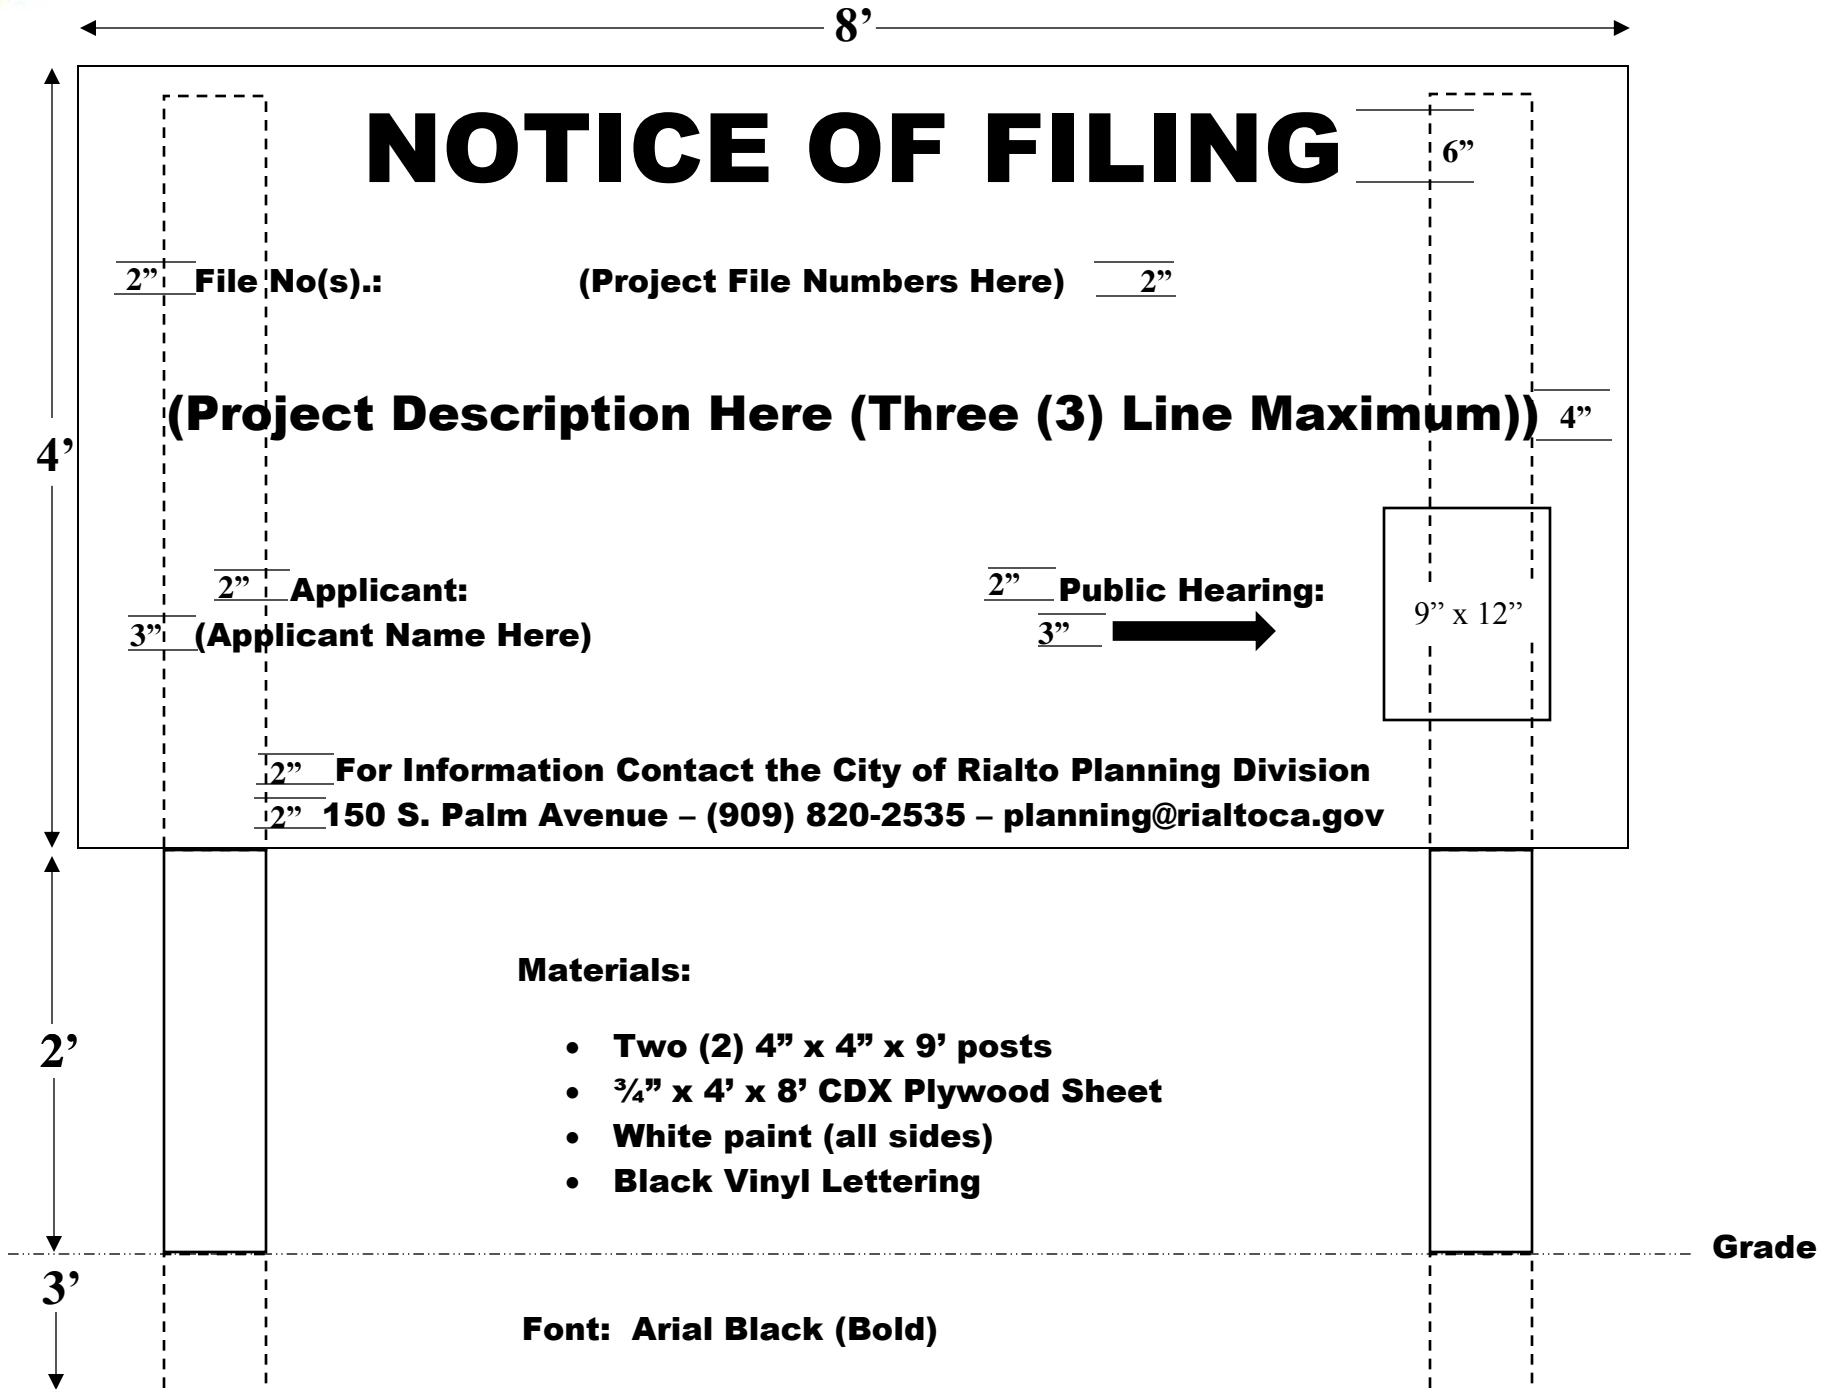 8’
NOTICE OF FILING 6”
2” File No(s).: (Project File Numbers Here) 2”
(Project Description Here (Three (3) Line Maximum)) 4”
4’
2” Applicant: 2” Public Hearing:
9” x 12”
3” (Applicant Name Here) 3”
2” For Information Contact the City of Rialto Planning Division
2” 150 S. Palm Avenue – (909) 820-2535 – planning@rialtoca.gov
Materials:
2’
• Two (2) 4” x 4” x 9’ posts
• ¾” x 4’ x 8’ CDX Plywood Sheet
• White paint (all sides)
• Black Vinyl Lettering
Grade
3’
Font: Arial Black (Bold)